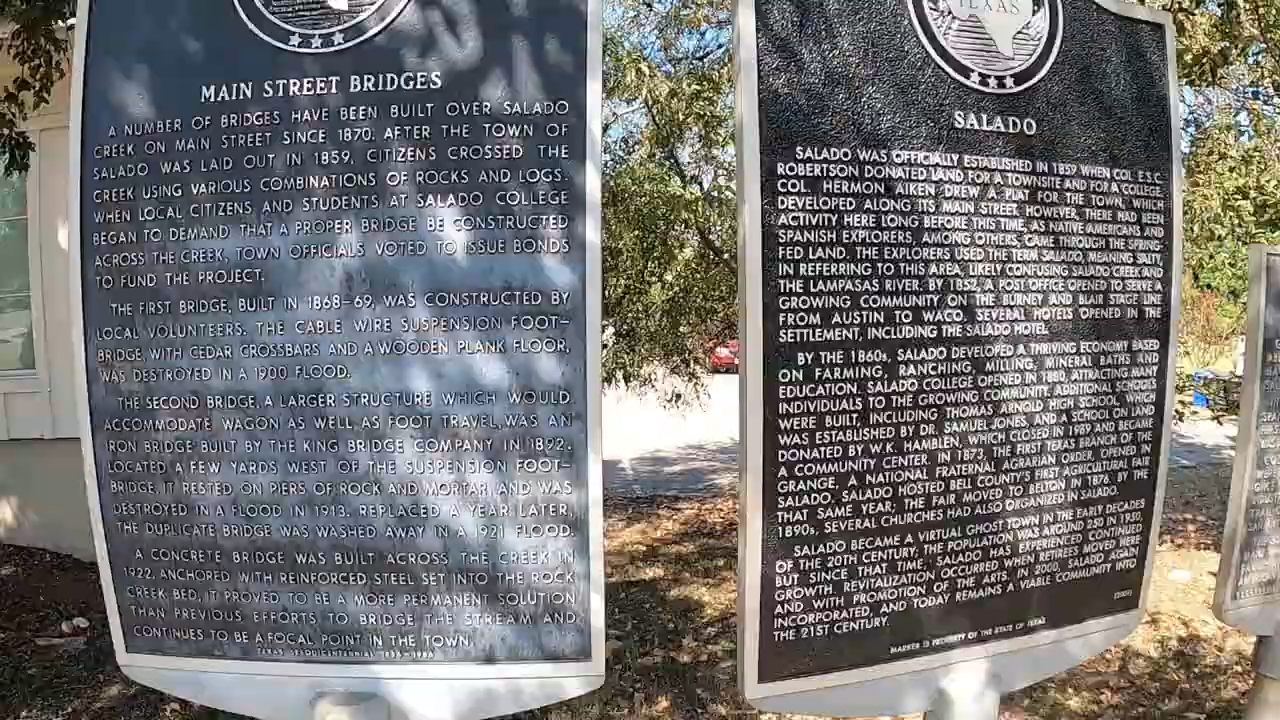 MAIN STREET BRIDGES
A NUMBER OF BRIDGES HAVE BEEN BUILT OVER SALADO
CREEK ON MAIN STREET SINCE 1870. AFTER THE TOWN OF
SALADO WAS LAID OUT IN 1859, CITIZENS CROSSED THE
CREEK USING VARIOUS COMBINATIONS OF ROCKS AND LOGS.
WHEN LOCAL CITIZENS AND STUDENTS AT SALADO COLLEGE
BEGAN TO DEMAND THAT A PROPER BRIDGE BE CONSTRUCTED
ACROSS THE CREEK, TOWN OFFICIALS VOTED TO ISSUE BONDS
TO FUND THE PROJECT.
THE FIRST BRIDGE, BUILT IN 1868-69, WAS CONSTRUCTED BY
LOCAL VOLUNTEERS. THE CABLE WIRE SUSPENSION FOOT-
BRIDGE, WITH CEDAR CROSSBARS AND A WOODEN PLANK FLOOR,
WAS DESTROYED IN A 1900 FLOOD.
THE SECOND BRIDGE, A LARGER STRUCTURE WHICH WOULD
ACCOMMODATE WAGON AS WELL AS FOOT TRAVEL, WAS AN
IRON BRIDGE BUILT BY THE KING BRIDGE COMPANY IN 1892.
LOCATED A FEW YARDS WEST OF THE SUSPENSION FOOT-
BRIDGE, IT RESTED ON PIERS OF ROCK AND MORTAR, AND WAS
DESTROYED IN A FLOOD IN 1913. REPLACED A YEAR LATER,
THE DUPLICATE BRIDGE WAS WASHED AWAY IN A 1921 FLOOD.
A CONCRETE BRIDGE WAS BUILT ACROSS THE CREEK IN
1922. ANCHORED WITH REINFORCED STEEL SET INTO THE ROCK
CREEK BED, IT PROVED TO BE A MORE PERMANENT SOLUTION
THAN PREVIOUS EFFORTS TO BRIDGE THE STREAM AND
CONTINUES TO BE A FOCAL POINT IN THE TOWN.
TEXAS SESQUICENTENNIAL 1836-1986
TEXAS
SALADO
SALADO WAS OFFICIALLY ESTABLISHED IN 1859 WHEN COL. E.S.C.
ROBERTSON DONATED LAND FOR A TOWNSITE AND FOR A COLLEGE.
COL. HERMON AIKEN DREW A PLAT FOR THE TOWN, WHICH
DEVELOPED ALONG ITS MAIN STREET. HOWEVER, THERE HAD BEEN
ACTIVITY HERE LONG BEFORE THIS TIME, AS NATIVE AMERICANS AND
SPANISH EXPLORERS, AMONG OTHERS, CAME THROUGH THE SPRING-
FED LAND. THE EXPLORERS USED THE TERM SALADO, MEANING SALTY,
IN REFERRING TO THIS AREA, LIKELY CONFUSING SALADO CREEK AND
THE LAMPASAS RIVER. BY 1852, A POST OFFICE OPENED TO SERVE A
GROWING COMMUNITY ON THE BURNEY AND BLAIR STAGE LINE
FROM AUSTIN TO WACO. SEVERAL HOTELS OPENED IN THE
SETTLEMENT, INCLUDING THE SALADO HOTEL.
BY THE 1860s, SALADO DEVELOPED A THRIVING ECONOMY BASED
ON FARMING, RANCHING, MILLING, MINERAL BATHS AND
EDUCATION. SALADO COLLEGE OPENED IN 1860, ATTRACTING MANY
INDIVIDUALS TO THE GROWING COMMUNITY. ADDITIONAL SCHOOLS
WERE BUILT, INCLUDING THOMAS ARNOLD HIGH SCHOOL, WHICH
WAS ESTABLISHED BY DR. SAMUEL JONES, AND A SCHOOL ON LAND
DONATED BY W.K. HAMBLEN, WHICH CLOSED IN 1989 AND BECAME
A COMMUNITY CENTER. IN 1873, THE FIRST TEXAS BRANCH OF THE
GRANGE, A NATIONAL FRATERNAL AGRARIAN ORDER, OPENED IN
SALADO. SALADO HOSTED BELL COUNTY'S FIRST AGRICULTURAL FAIR
THAT SAME YEAR; THE FAIR MOVED TO BELTON IN 1876. BY THE
1890s, SEVERAL CHURCHES HAD ALSO ORGANIZED IN SALADO.
SALADO BECAME A VIRTUAL GHOST TOWN IN THE EARLY DECADES
OF THE 20TH CENTURY; THE POPULATION WAS AROUND 250 IN 1950,
BUT SINCE THAT TIME, SALADO HAS EXPERIENCED CONTINUED
GROWTH. REVITALIZATION OCCURRED WHEN RETIREES MOVED HERE
AND WITH PROMOTION OF THE ARTS. IN 2000, SALADO AGAIN
INCORPORATED, AND TODAY REMAINS A VIABLE COMMUNITY INTO
THE 21ST CENTURY.
MARKER IS PROPERTY OF THE STATE OF TEXAS